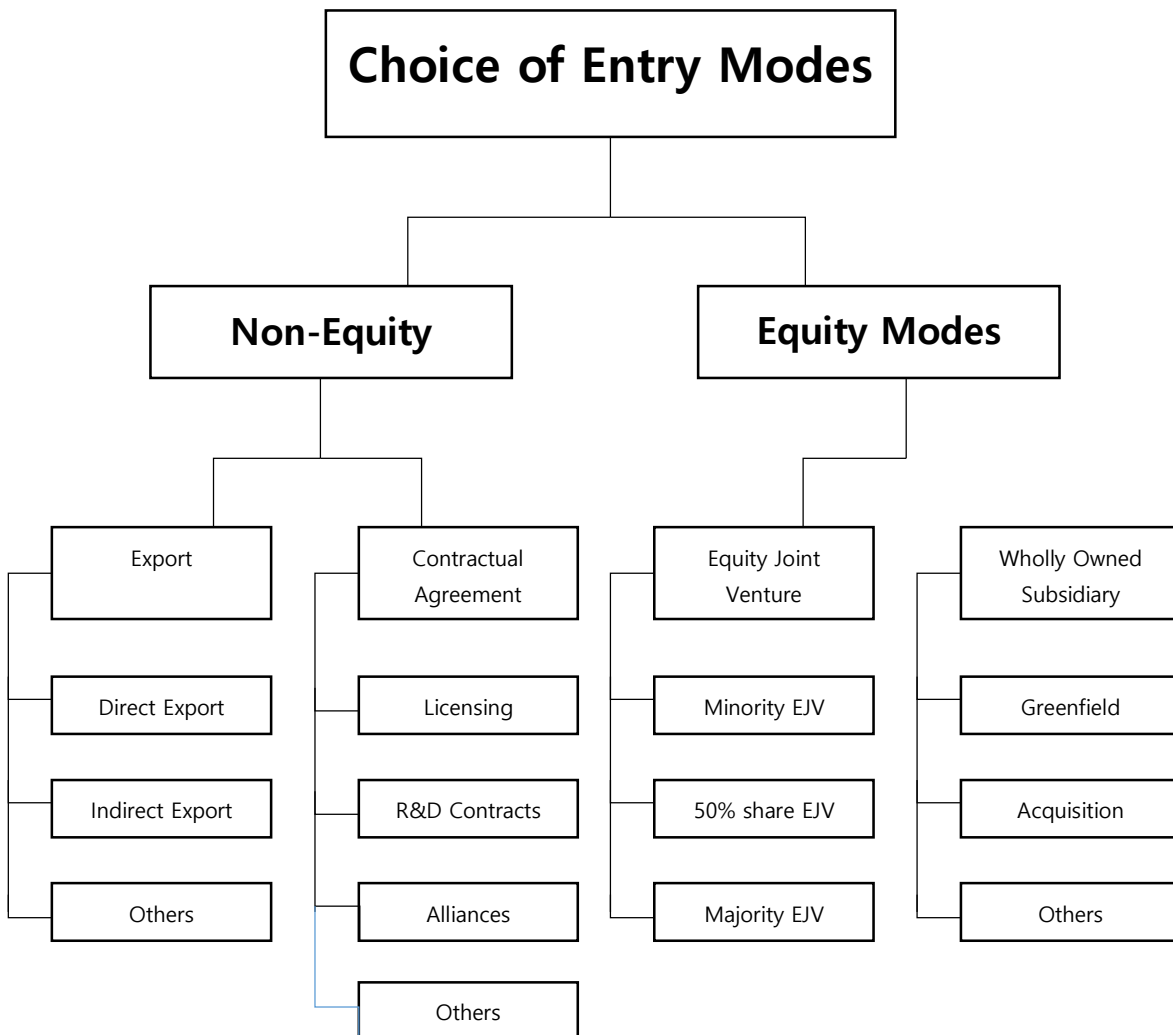 Choice of Entry Modes
Non-Equity
Equity Modes
Export
Contractual
Agreement
Equity Joint
Venture
Wholly Owned
Subsidiary
Direct Export
Licensing
Minority EJV
Greenfield
Indirect Export
R&D Contracts
50% share EJV
Acquisition
Others
Alliances
Majority EJV
Others
Others